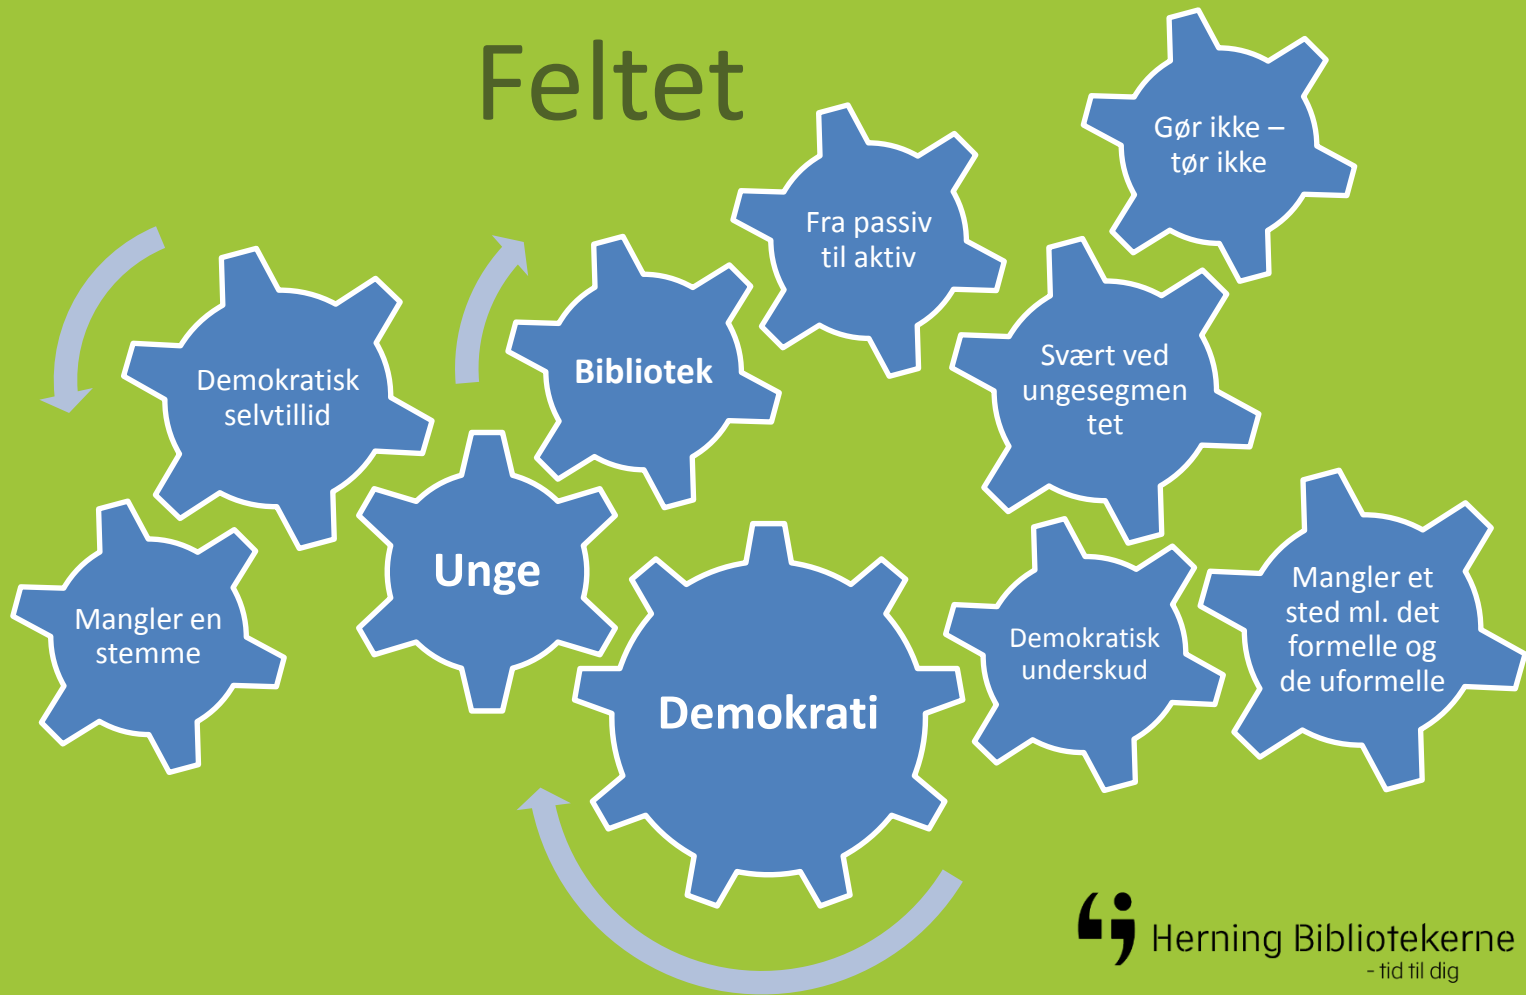 Feltet
Gør ikke –
tør ikke
Fra passiv
til aktiv
Demokratisk
selvtillid
Bibliotek
Svært ved
ungesegmen
tet
Mangler en
stemme
Unge
Demokrati
Demokratisk
underskud
Mangler et
sted ml. det
formelle og
de uformelle
Herning Bibliotekerne
- tid til dig